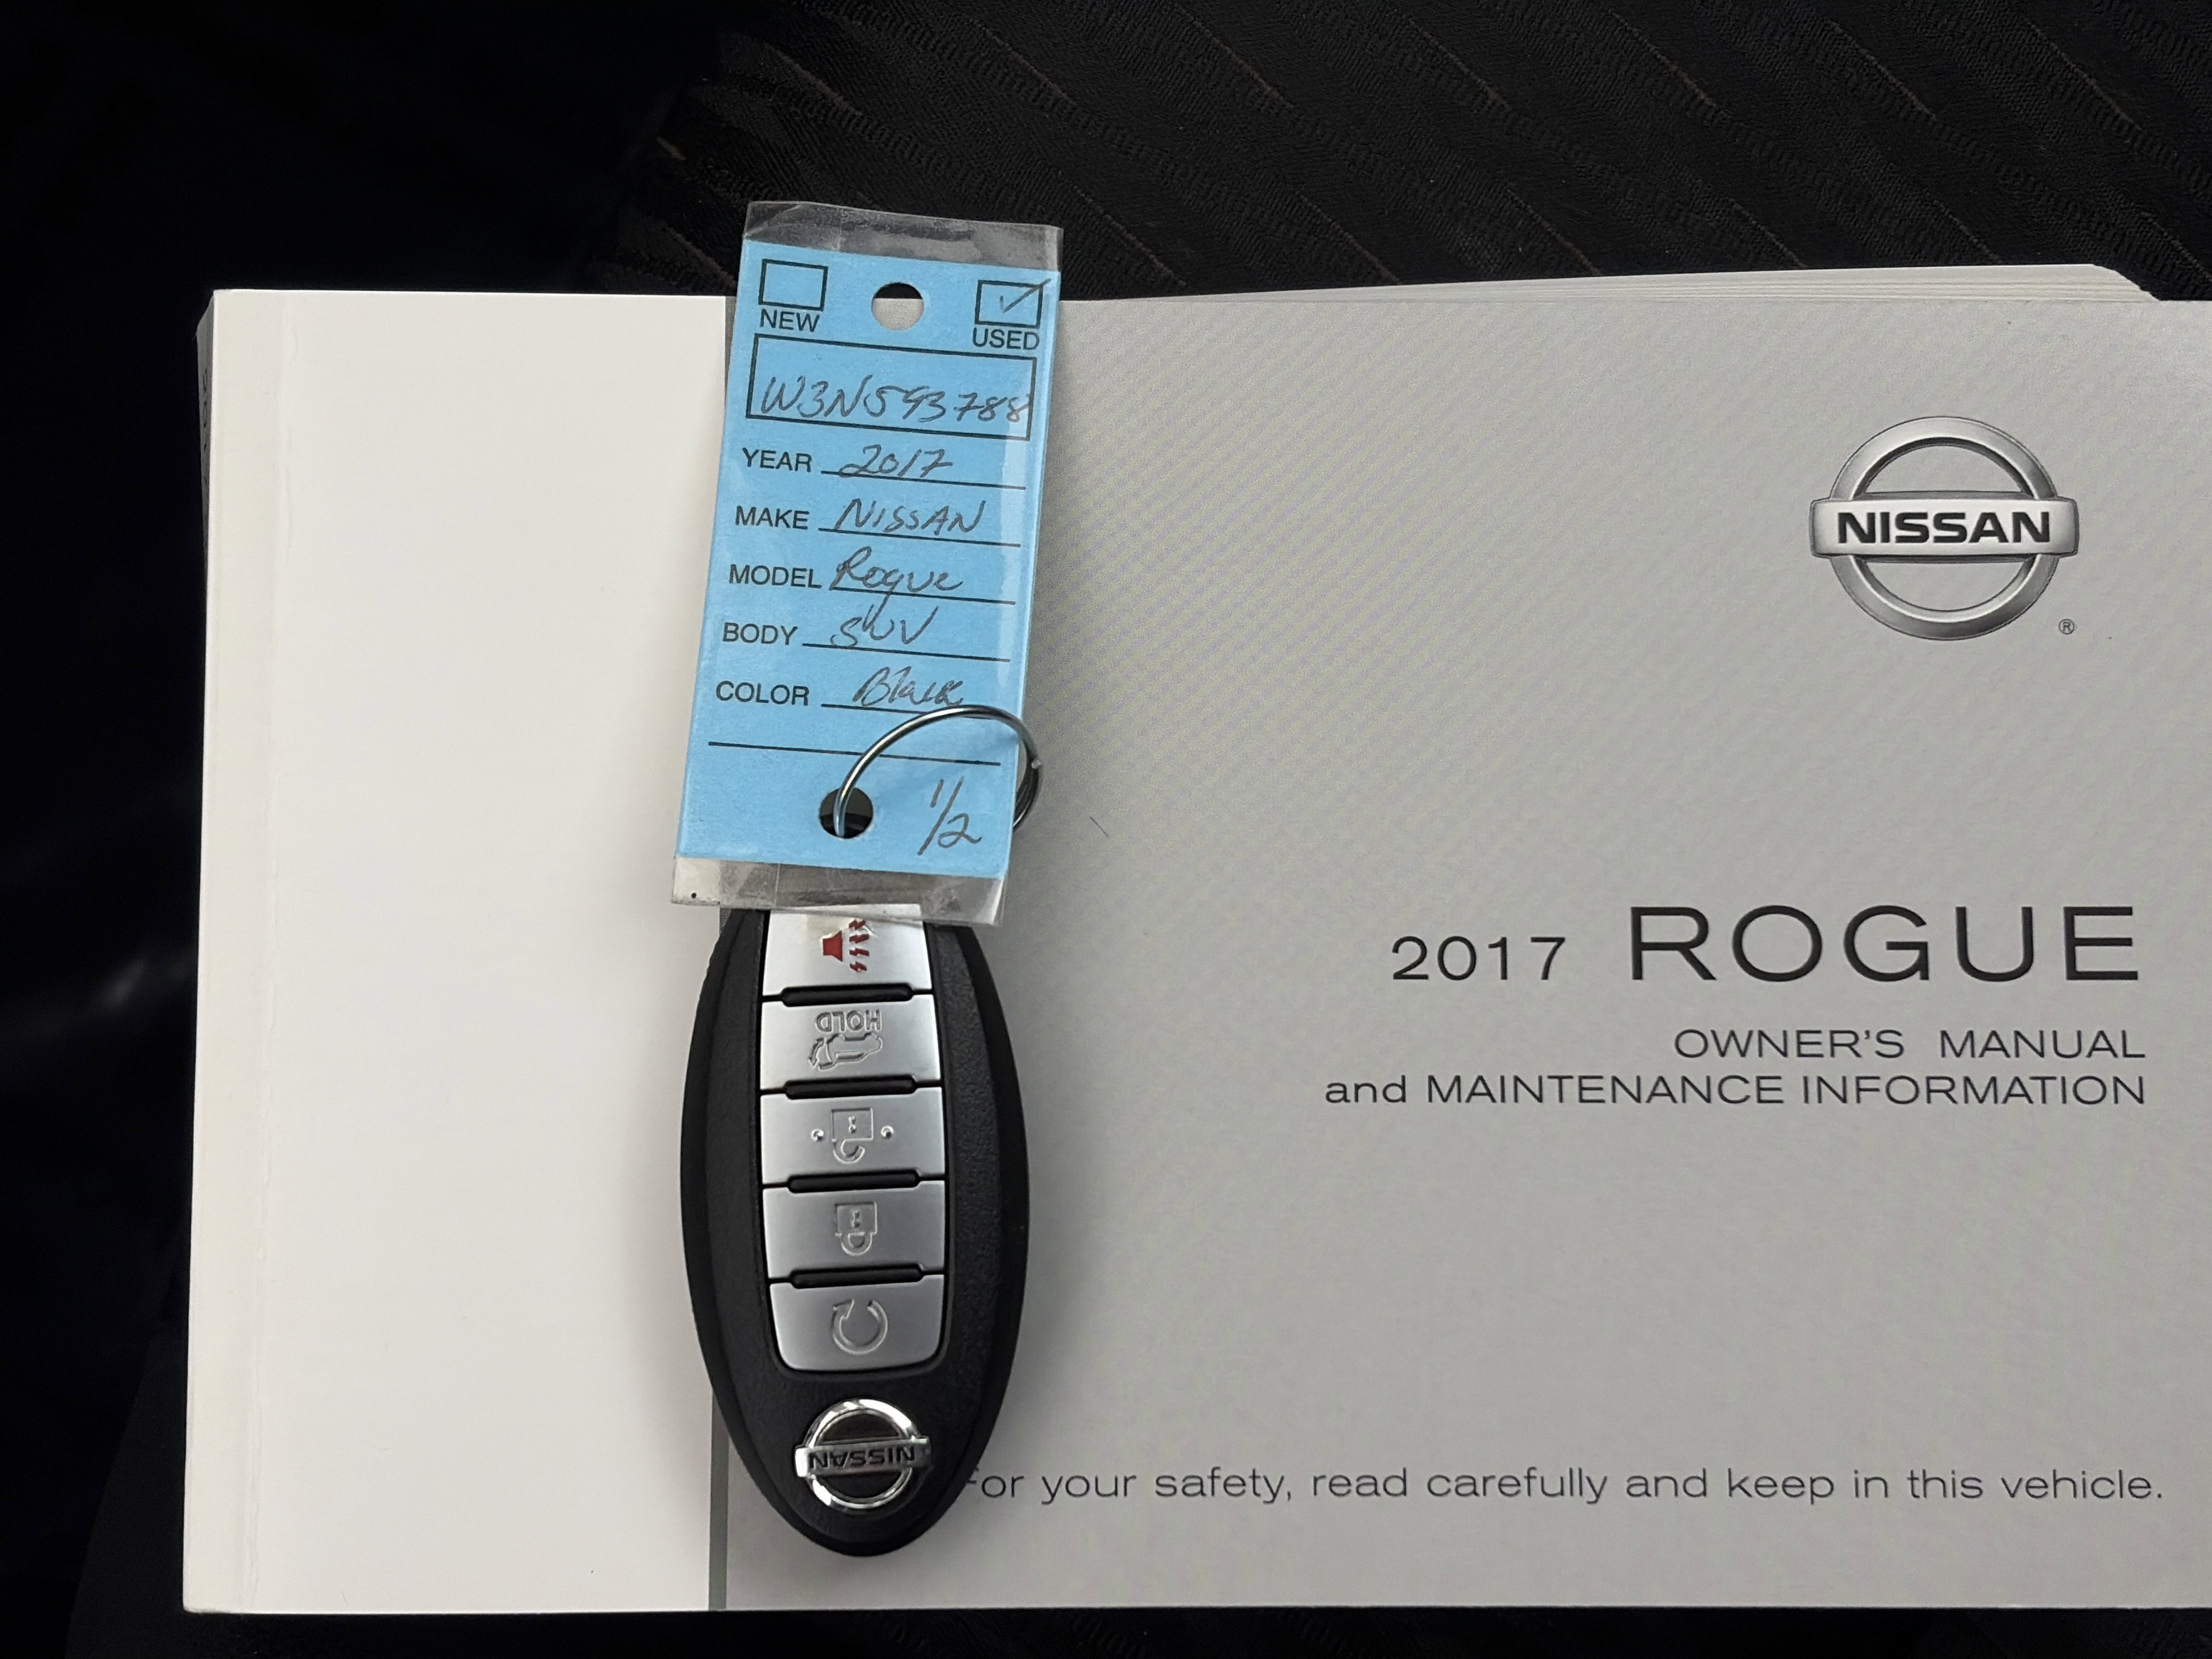 NEW
USED
W3N593788
YEAR 2017
MAKE NISSAN
MODEL Rogue
BODY SUV
COLOR Black
1/2
HOLD
NISSAN
NISSAN
®
2017 ROGUE
OWNER'S MANUAL
and MAINTENANCE INFORMATION
For your safety, read carefully and keep in this vehicle.